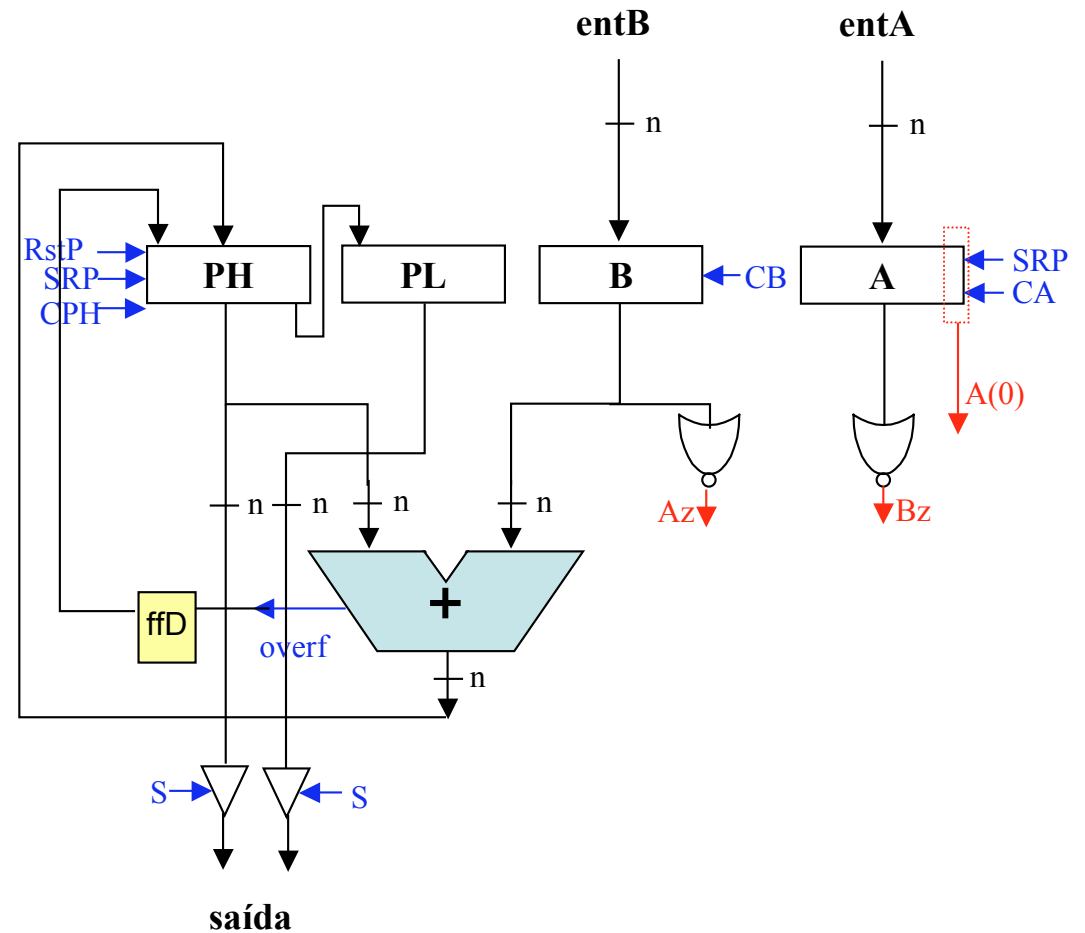 entB
entA
n
n
RstP
SRP
CPH
PH
PL
B
CB
A
SRP
CA
A(0)
n
n
n
n
Az
Bz
+
ffD
overf
n
S
S
saída